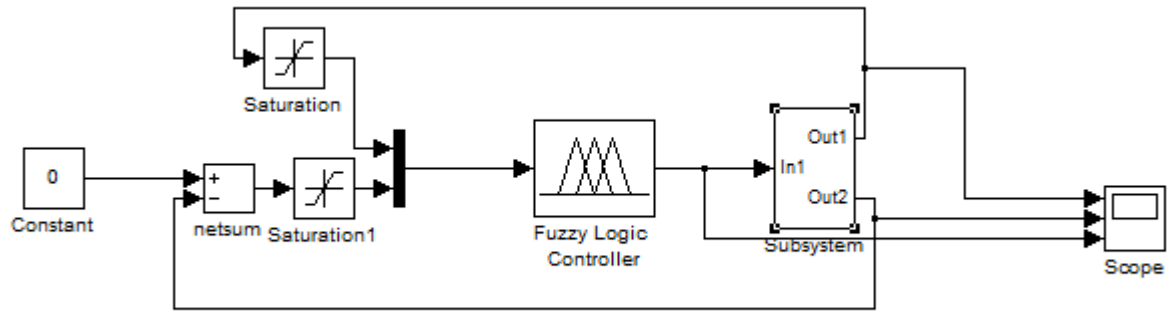 Saturation
0
Constant
+
−
netsum
Saturation1
Fuzzy Logic
Controller
In1
Out1
Out2
Subsystem
Scope